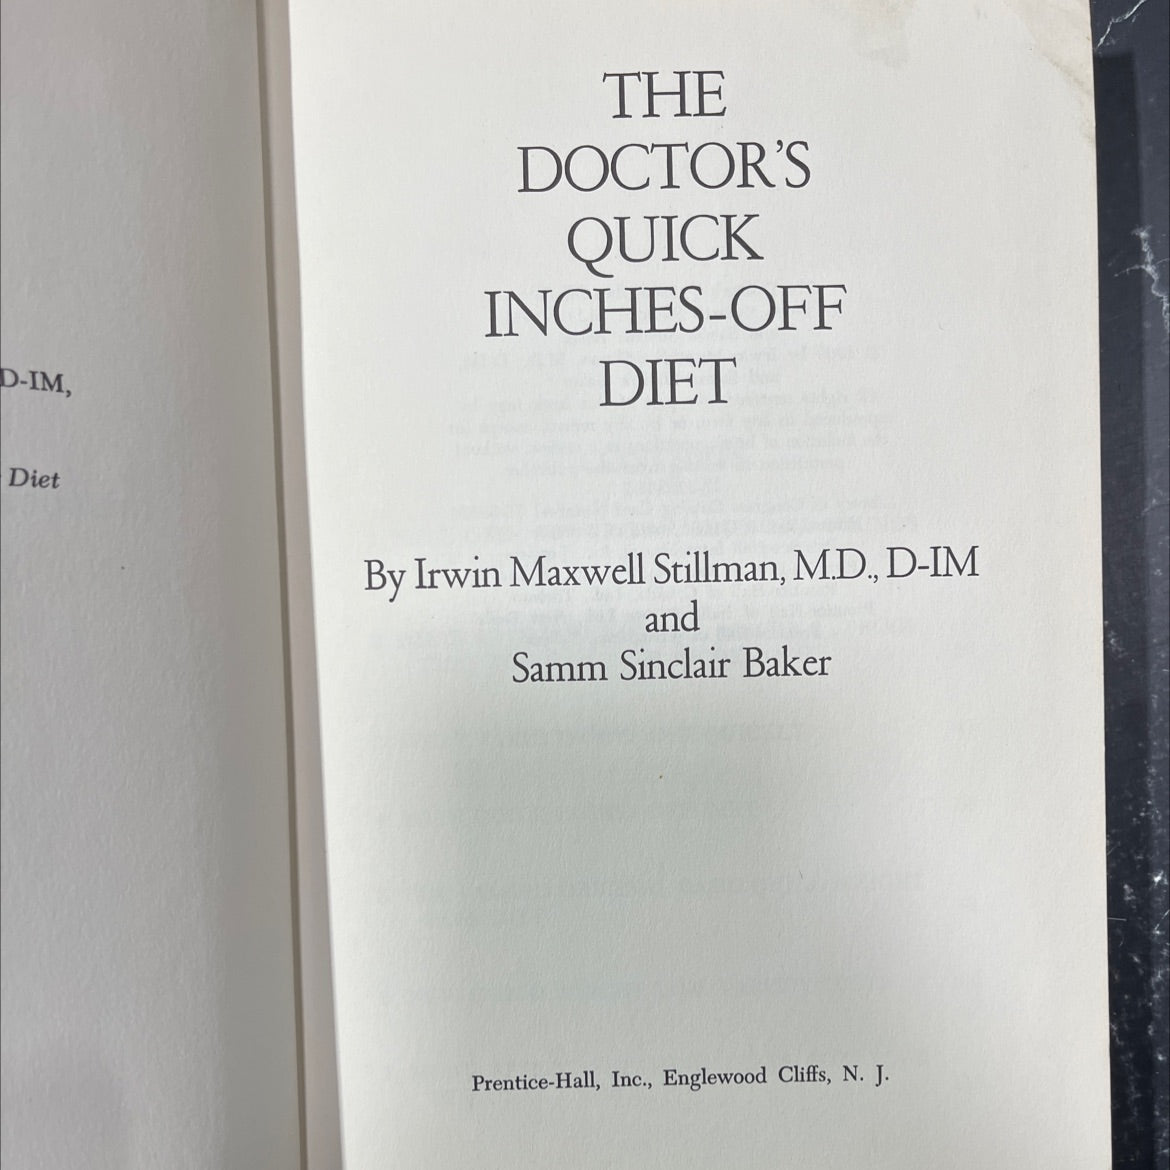 D-IM,
Diet
THE
DOCTOR'S
QUICK
INCHES-OFF
DIET
By Irwin Maxwell Stillman, M.D., D-IM
and
Samm Sinclair Baker
Prentice-Hall, Inc., Englewood Cliffs, N. J.